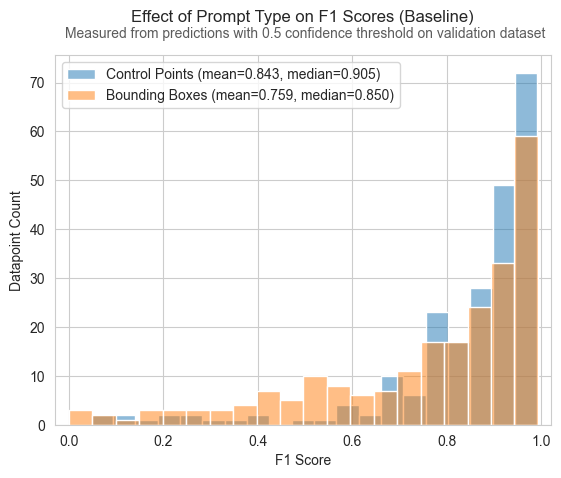 Effect of Prompt Type on F1 Scores (Baseline)
Measured from predictions with 0.5 confidence threshold on validation dataset
Control Points (mean=0.843, median=0.905)
Bounding Boxes (mean=0.759, median=0.850)
Datapoint Count
70
60
50
40
30
20
10
0
0.0 0.2 0.4 0.6 0.8 1.0
F1 Score